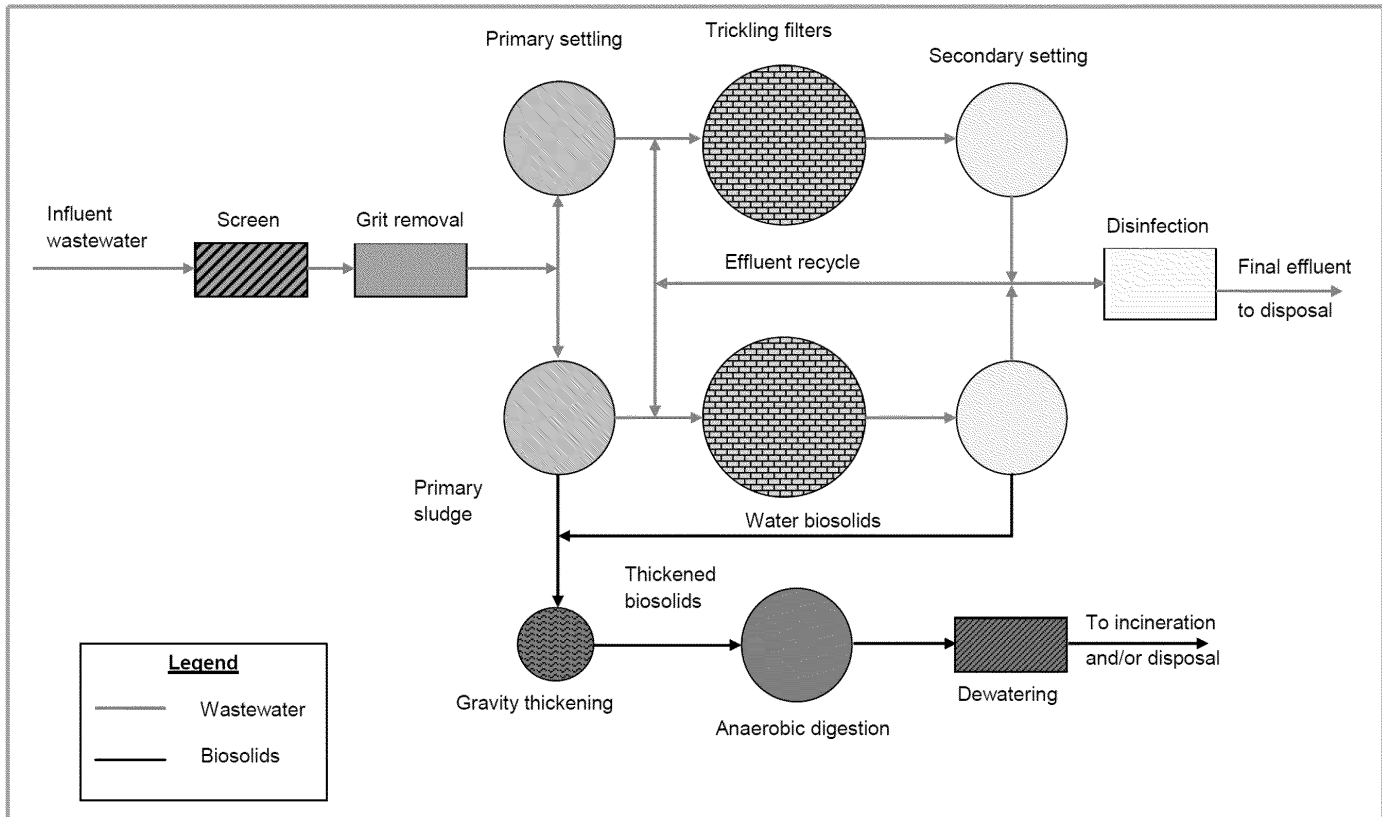 Primary settling
Trickling filters
Secondary setting
Influent
wastewater
Screen
Grit removal
Effluent recycle
Disinfection
Final effluent
to disposal
Primary
sludge
Water biosolids
Thickened
biosolids
To incineration
and/or disposal
Gravity thickening
Anaerobic digestion
Dewatering
Legend
Wastewater
Biosolids